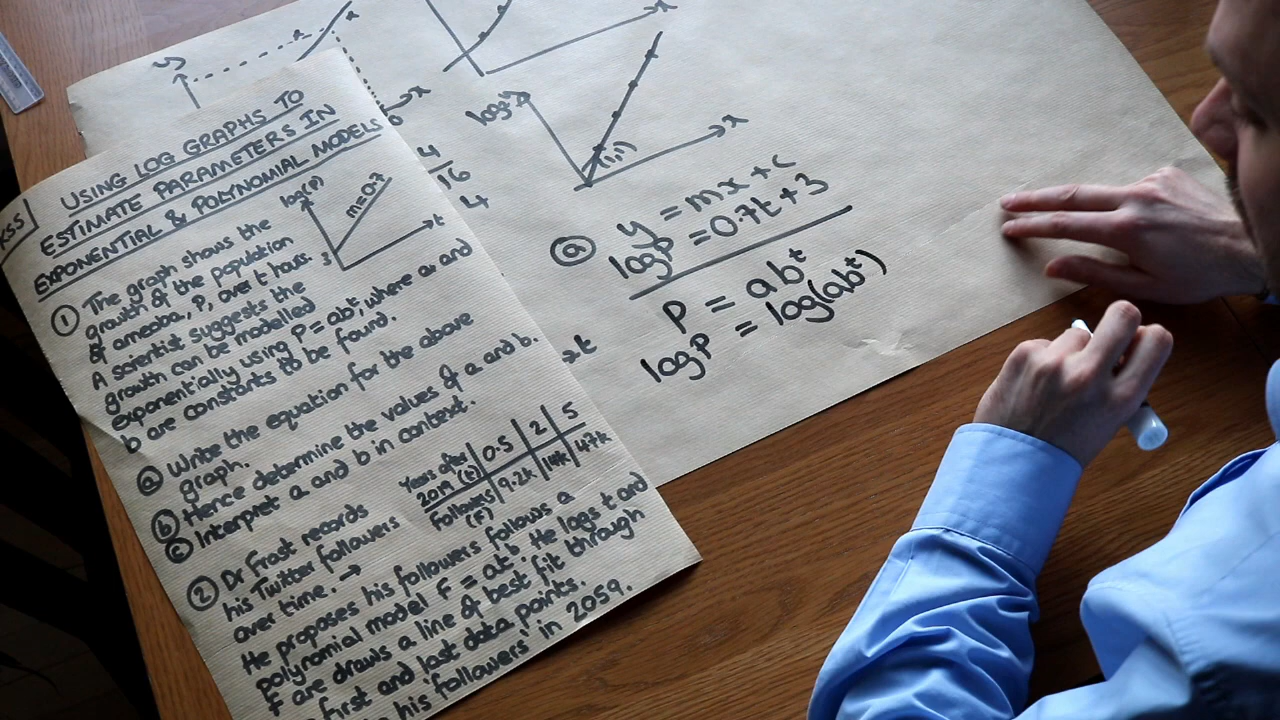 KS5
USING LOG GRAPHS TO
ESTIMATE PARAMETERS IN
EXPONENTIAL & POLYNOMIAL MODELS
① The graph shows the
growth of the population
of amoeba, P, over t hours.
A scientist suggests the
growth can be modelled
exponentially using P = abᵗ, where a and
b are constants to be found.
log(P)
m=0.7
t
3
ⓐ Write the equation for the above
graph.
ⓑ Hence determine the values of a and b.
ⓒ Interpret a and b in context.
② Dr Frost records
his Twitter followers
over time. →
Years after 2019 (t) 0.5 2 5
Followers (F) 9.2k 14k 47k
He proposes his followers follows a
polynomial model F = atᵇ. He logs t and
F are draws a line of best fit through
first and last data points.
his followers' in 2059.
y
x
x
x
4
16
4
2t
x
log y
(1,1)
x
ⓐ y = mx + c
log P = 0.7t + 3
P = abᵗ
log P = log(abᵗ)